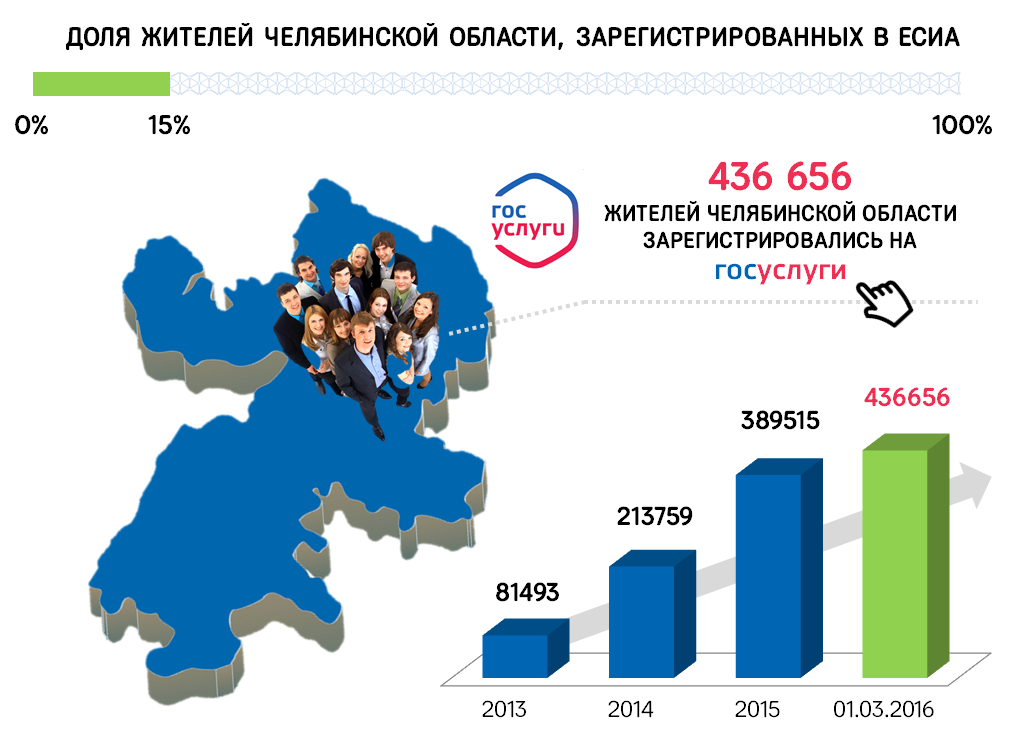 ДОЛЯ ЖИТЕЛЕЙ ЧЕЛЯБИНСКОЙ ОБЛАСТИ, ЗАРЕГИСТРИРОВАННЫХ В ЕСИА
0% 15% 100%
гос
услуги
436 656
ЖИТЕЛЕЙ ЧЕЛЯБИНСКОЙ ОБЛАСТИ
ЗАРЕГИСТРИРОВАЛИСЬ НА
госуслуги
436656
389515
213759
81493
2013 2014 2015 01.03.2016